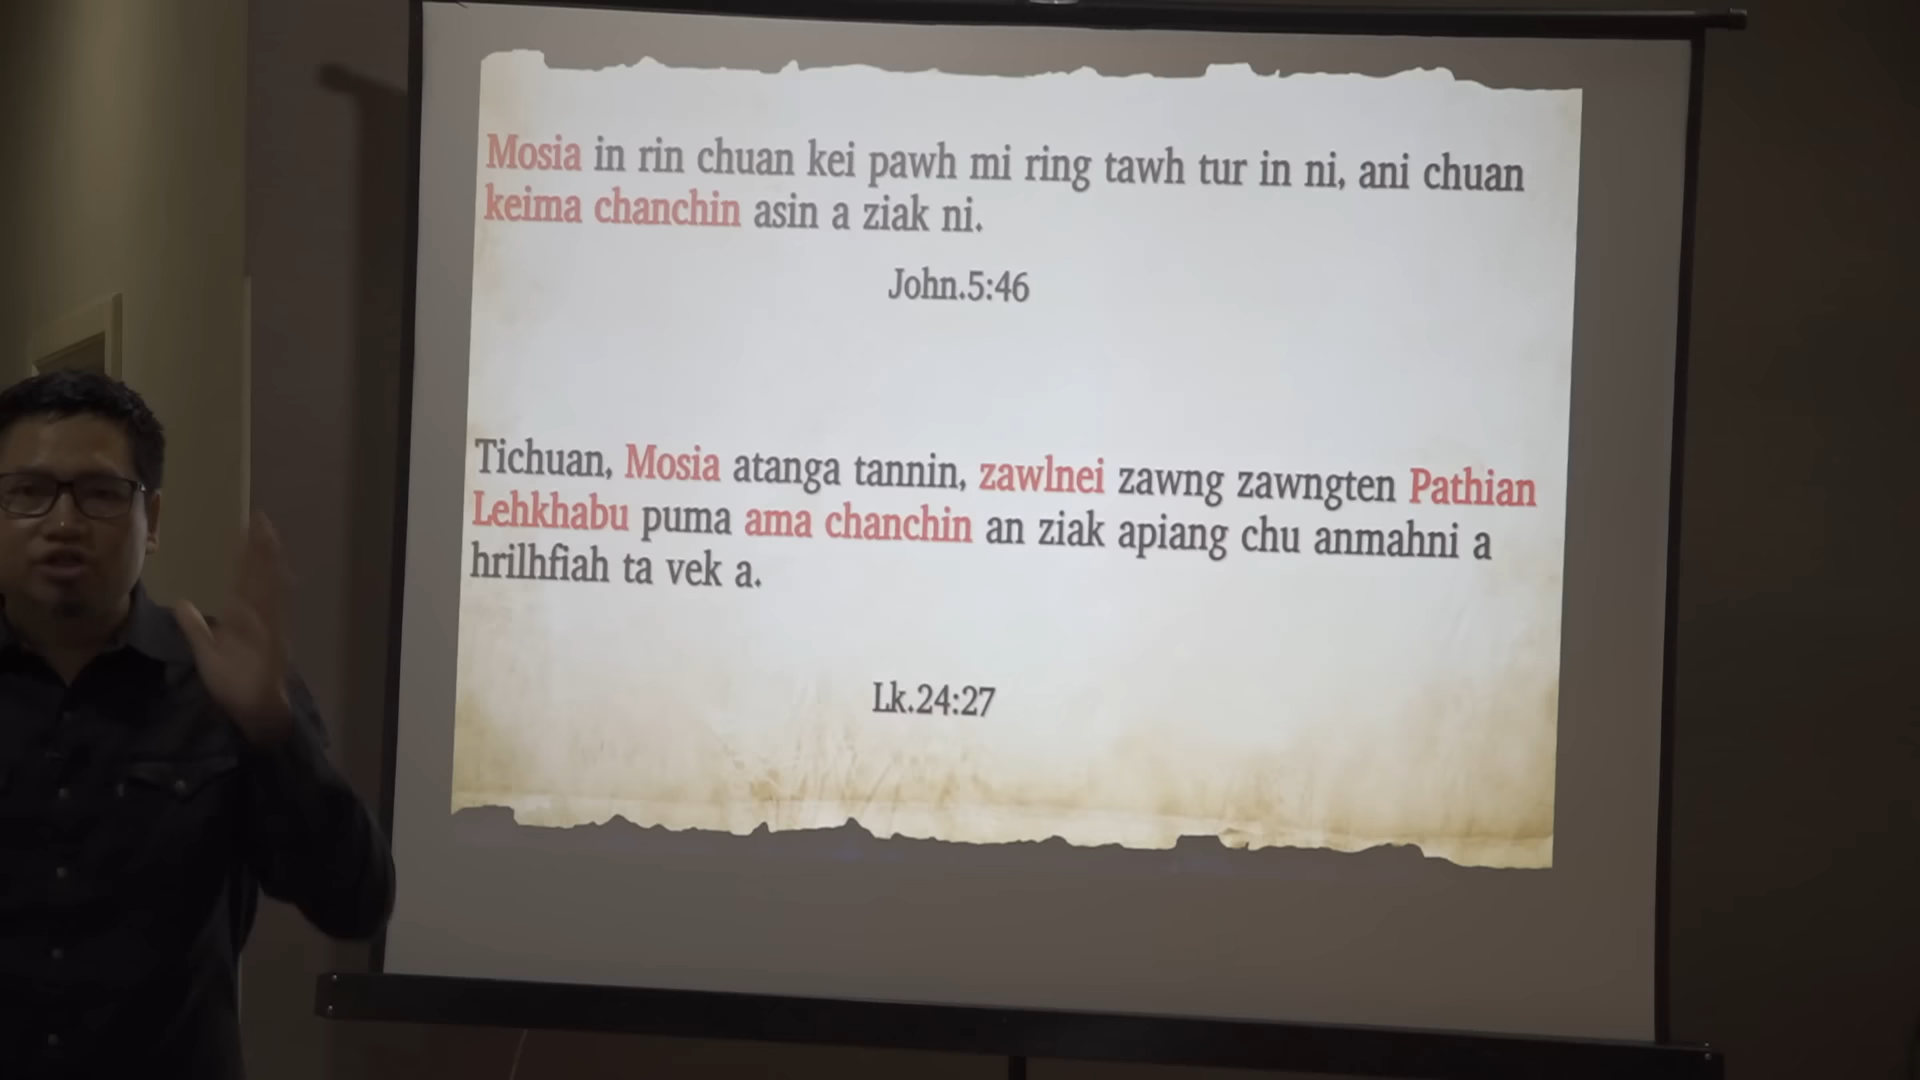 Mosia in rin chuan kei pawh mi ring tawh tur in ni, ani chuan
keima chanchin asin a ziak ni.
John.5:46
Tichuan, Mosia atanga tannin, zawlnei zawng zawngten Pathian
Lehkhabu puma ama chanchin an ziak apiang chu anmahni a
hrilhfiah ta vek a.
Lk.24:27